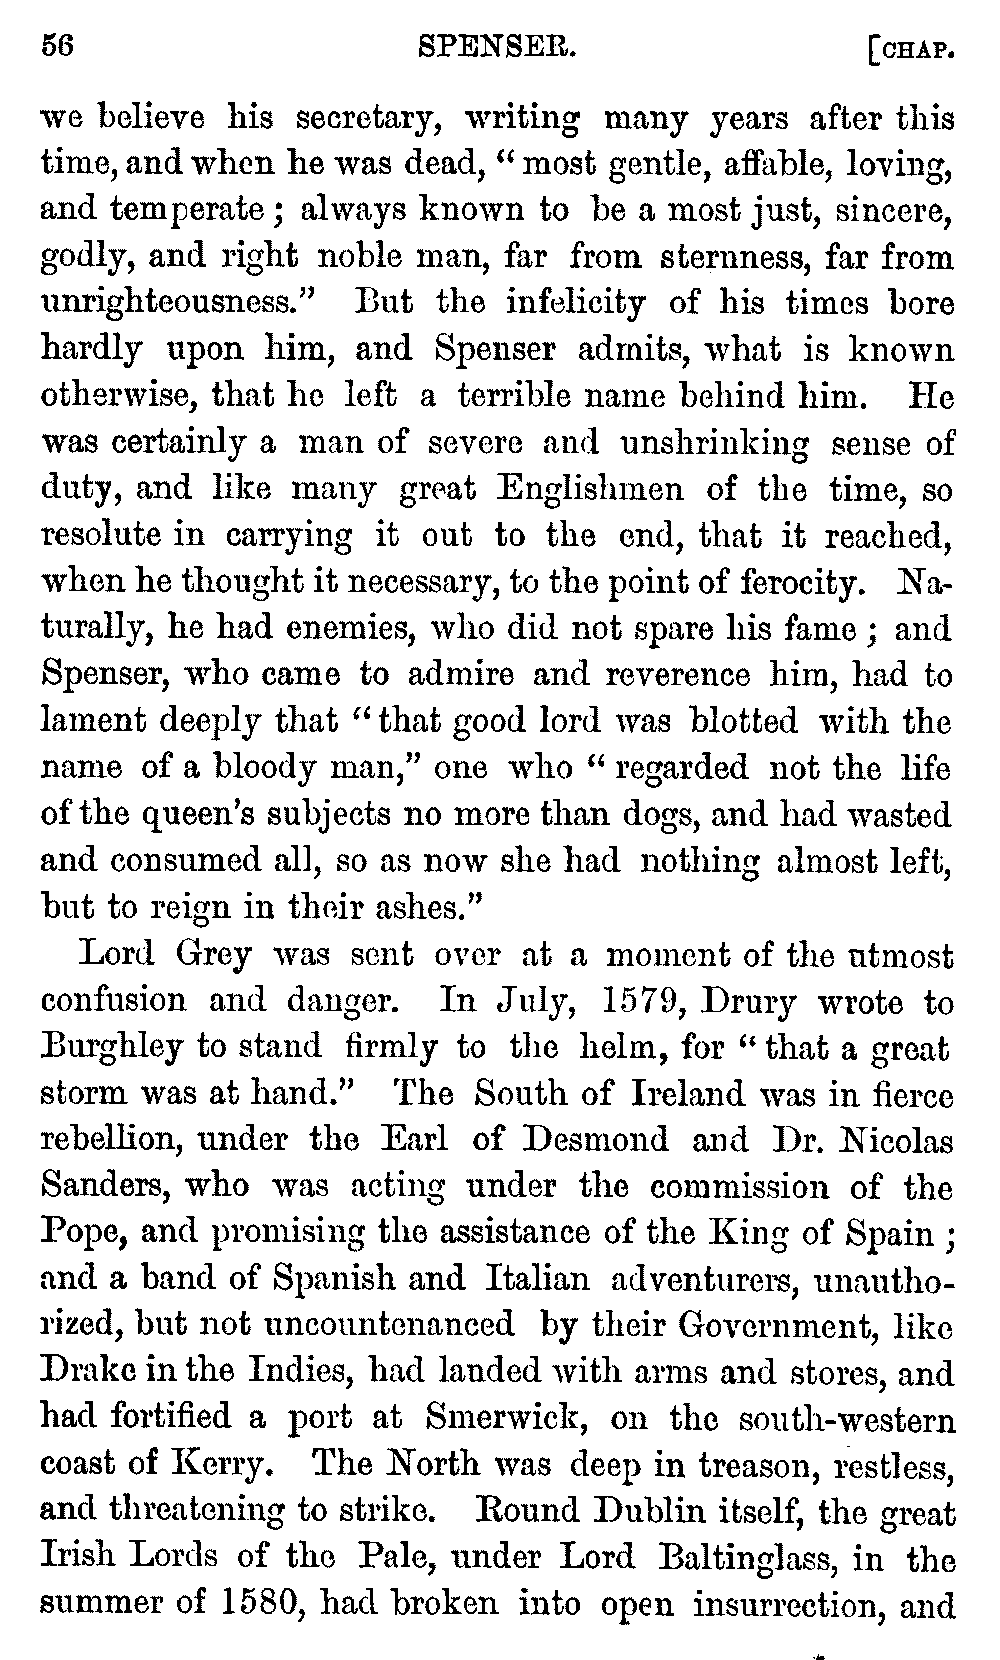 56 SPENSER. [CHAP.
we believe his secretary, writing many years after this
time, and when he was dead, “most gentle, affable, loving,
and temperate; always known to be a most just, sincere,
godly, and right noble man, far from sternness, far from
unrighteousness.” But the infelicity of his times bore
hardly upon him, and Spenser admits, what is known
otherwise, that he left a terrible name behind him. He
was certainly a man of severe and unshrinking sense of
duty, and like many great Englishmen of the time, so
resolute in carrying it out to the end, that it reached,
when he thought it necessary, to the point of ferocity. Na-
turally, he had enemies, who did not spare his fame; and
Spenser, who came to admire and reverence him, had to
lament deeply that “that good lord was blotted with the
name of a bloody man,” one who “regarded not the life
of the queen’s subjects no more than dogs, and had wasted
and consumed all, so as now she had nothing almost left,
but to reign in their ashes.”
Lord Grey was sent over at a moment of the utmost
confusion and danger. In July, 1579, Drury wrote to
Burghley to stand firmly to the helm, for “that a great
storm was at hand.” The South of Ireland was in fierce
rebellion, under the Earl of Desmond and Dr. Nicolas
Sanders, who was acting under the commission of the
Pope, and promising the assistance of the King of Spain;
and a band of Spanish and Italian adventurers, unautho-
rized, but not uncountenanced by their Government, like
Drake in the Indies, had landed with arms and stores, and
had fortified a port at Smerwick, on the south-western
coast of Kerry. The North was deep in treason, restless,
and threatening to strike. Round Dublin itself, the great
Irish Lords of the Pale, under Lord Baltinglass, in the
summer of 1580, had broken into open insurrection, and